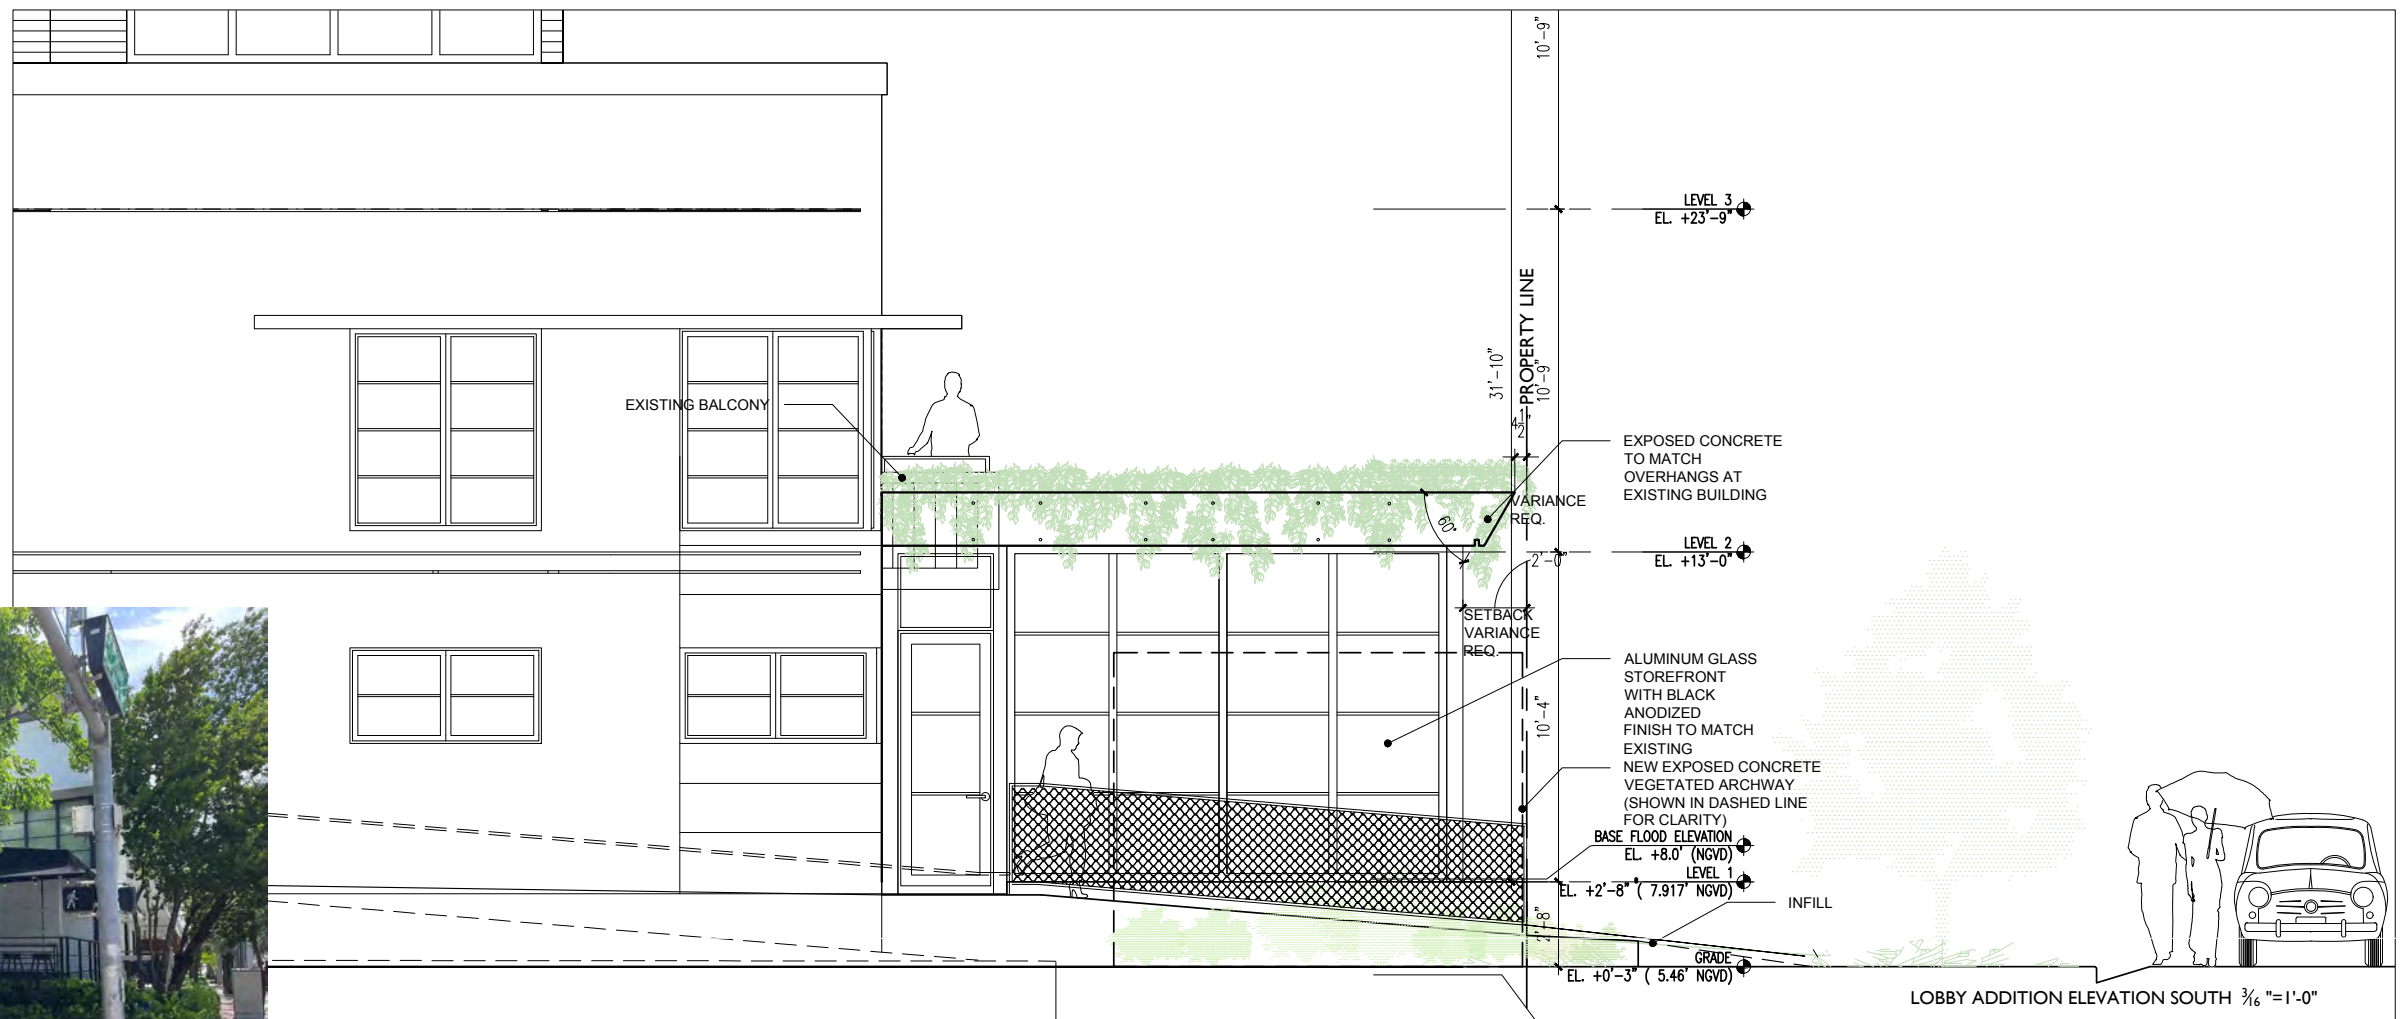 10'-9"
LEVEL 3
EL. +23'-9"
PROPERTY LINE
31'-10"
10'-9"
4 1/2"
EXISTING BALCONY
EXPOSED CONCRETE
TO MATCH
OVERHANGS AT
EXISTING BUILDING
VARIANCE
REQ.
60°
LEVEL 2
EL. +13'-0"
2'-0"
SETBACK
VARIANCE
REQ.
ALUMINUM GLASS
STOREFRONT
WITH BLACK
ANODIZED
FINISH TO MATCH
EXISTING
10'-4"
NEW EXPOSED CONCRETE
VEGETATED ARCHWAY
(SHOWN IN DASHED LINE
FOR CLARITY)
BASE FLOOD ELEVATION
EL. +8.0' (NGVD)
LEVEL 1
EL. +2'-8" ( 7.917' NGVD)
INFILL
2'-8"
GRADE
EL. +0'-3" ( 5.46' NGVD)
LOBBY ADDITION ELEVATION SOUTH 3/16 "=1'-0"